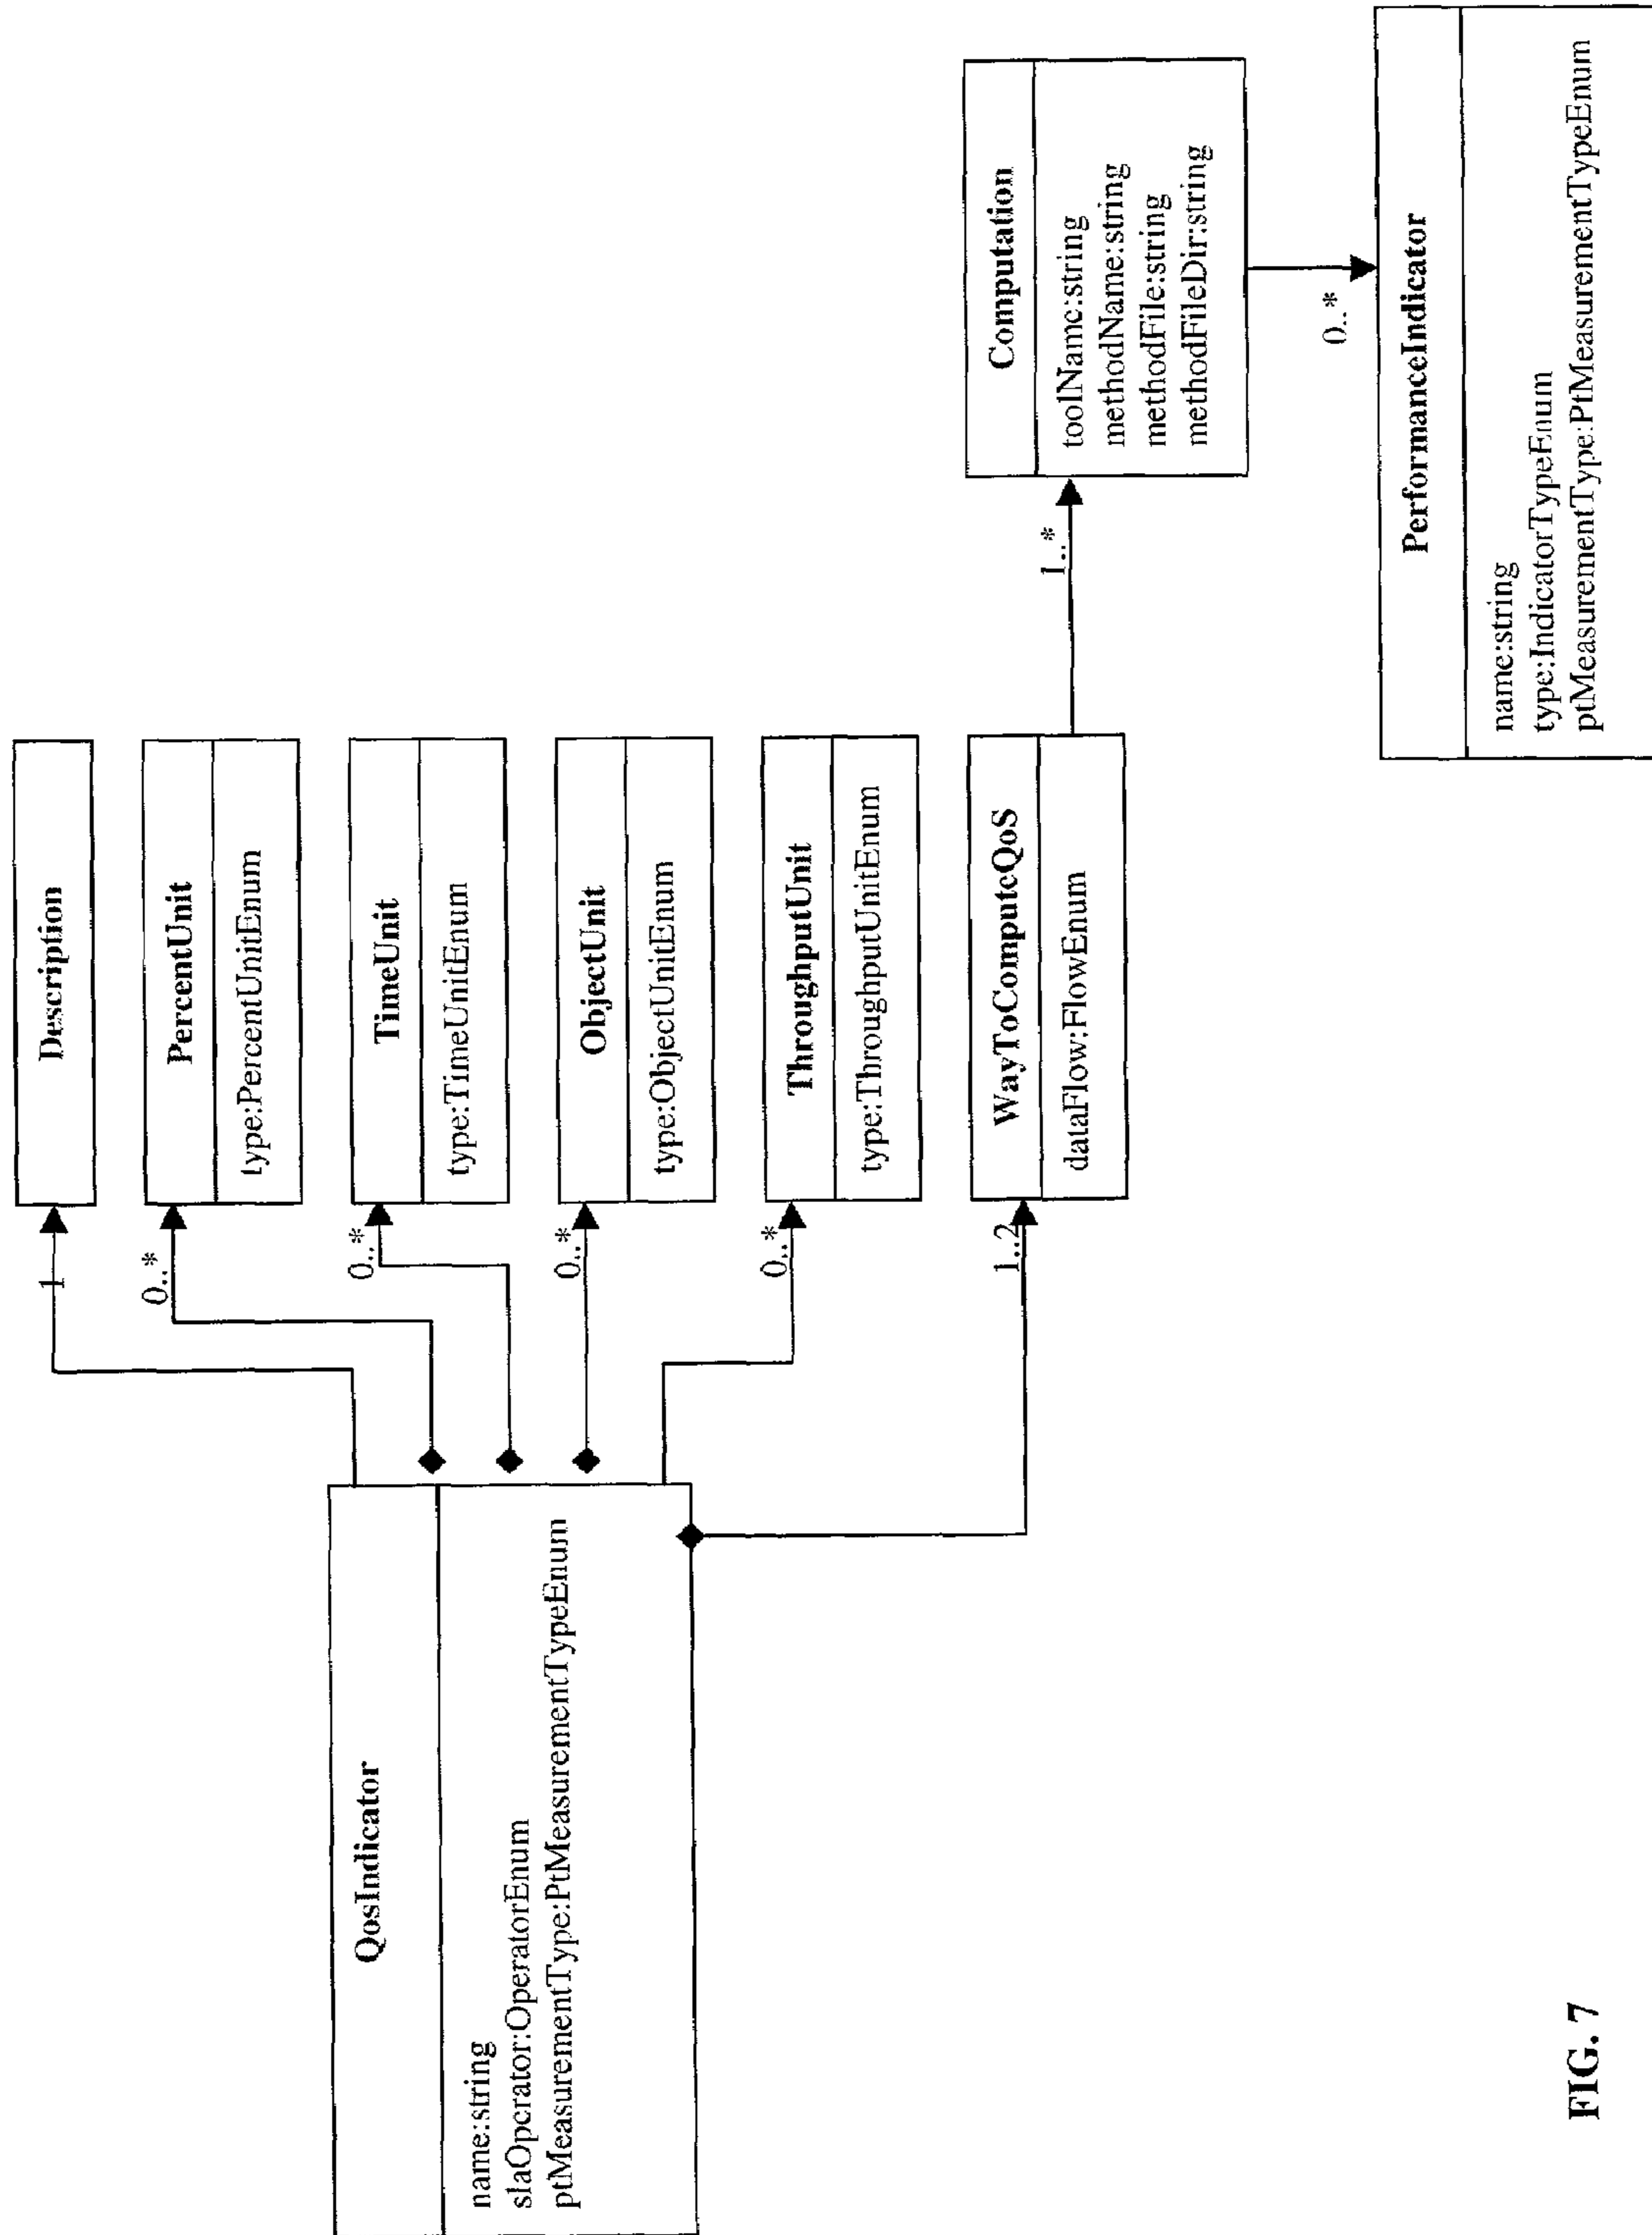 Description
1
PercentUnit
type:PercentUnitEnum
0..*
TimeUnit
type:TimeUnitEnum
0..*
QosIndicator
name:string
slaOperator:OperatorEnum
ptMeasurementType:PtMeasurementTypeEnum
ObjectUnit
type:ObjectUnitEnum
0..*
ThroughputUnit
type:ThroughputUnitEnum
0..*
WayToComputeQoS
dataFlow:FlowEnum
1..2
Computation
toolName:string
methodName:string
methodFile:string
methodFileDir:string
1..*
0..*
PerformanceIndicator
name:string
type:IndicatorTypeEnum
ptMeasurementType:PtMeasurementTypeEnum
FIG. 7